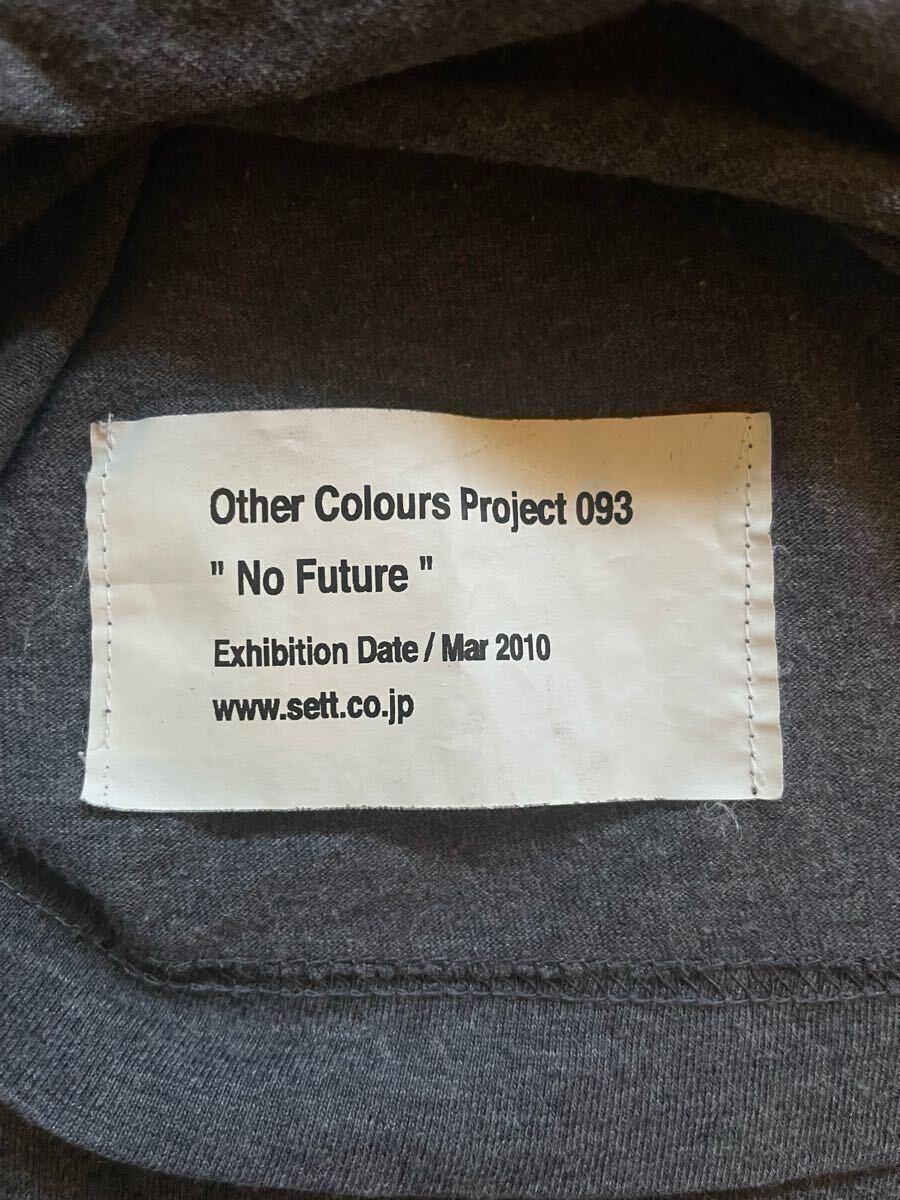 Other Colours Project 093
" No Future "
Exhibition Date / Mar 2010
www.sett.co.jp